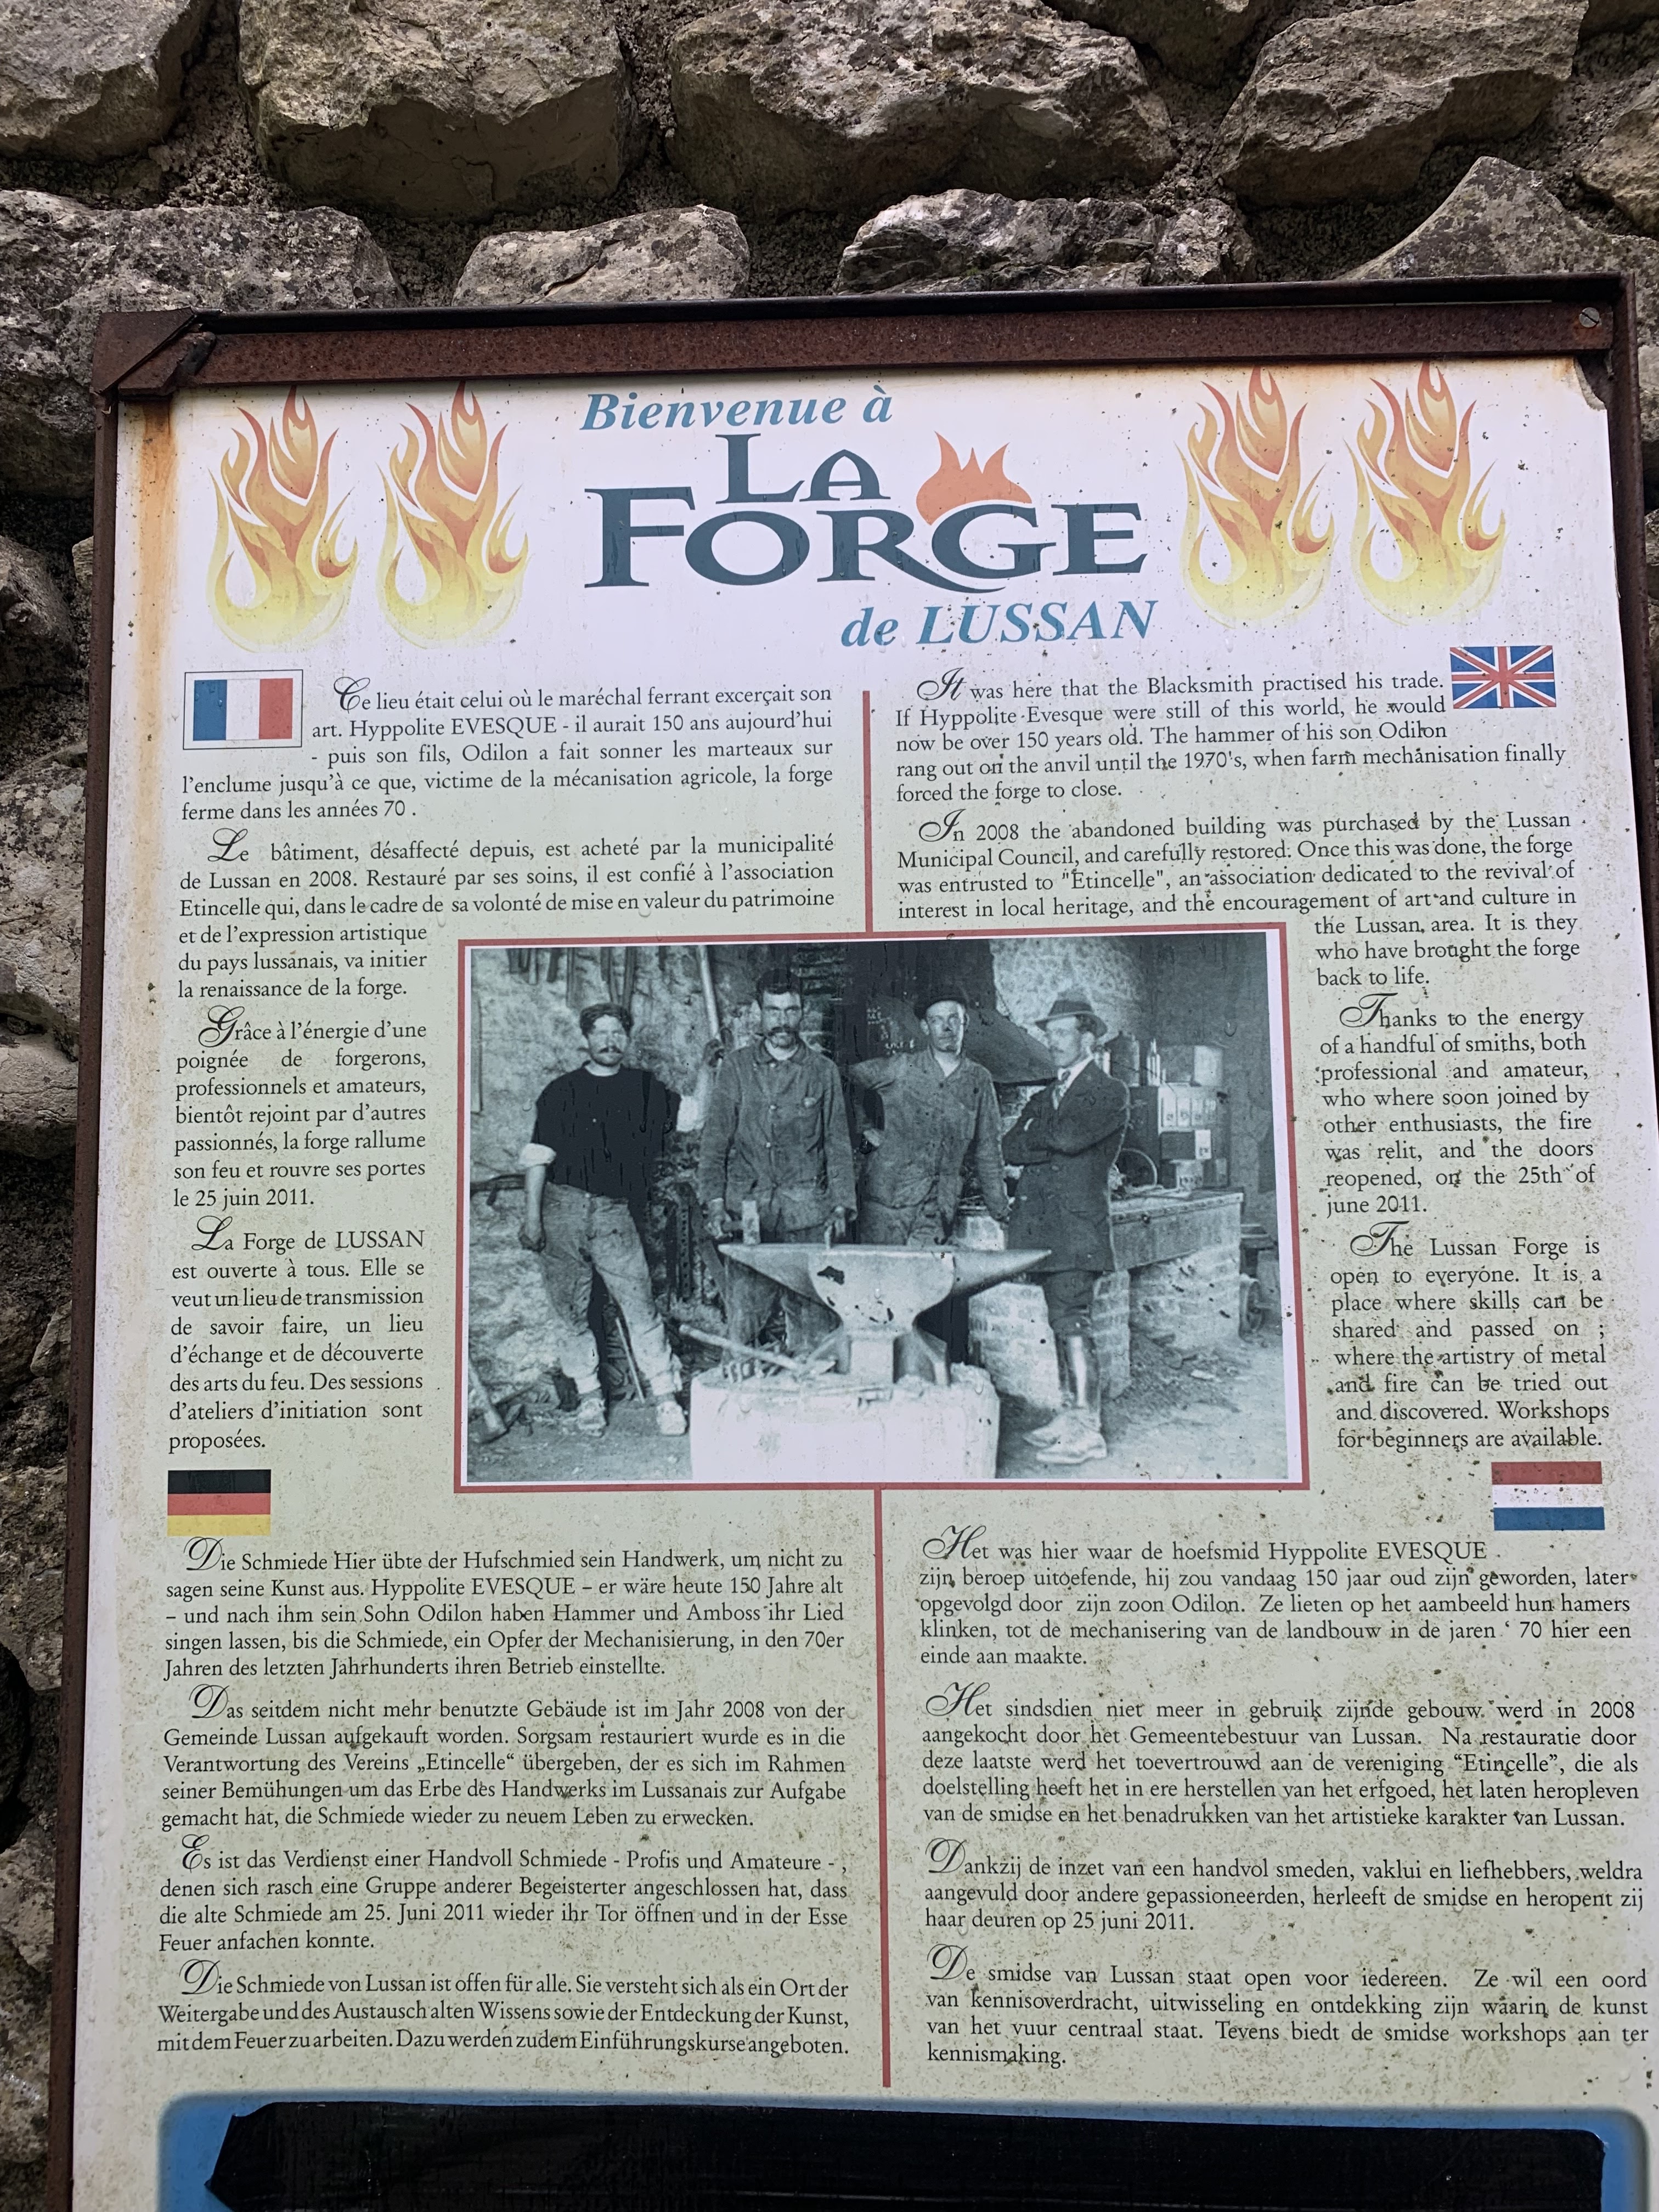 Bienvenue à
LA
FORGE
de LUSSAN
Ce lieu était celui où le maréchal ferrant excerçait son
art. Hyppolite EVESQUE - il aurait 150 ans aujourd'hui
- puis son fils, Odilon a fait sonner les marteaux sur
l'enclume jusqu'à ce que, victime de la mécanisation agricole, la forge
ferme dans les années 70 .
Le bâtiment, désaffecté depuis, est acheté par la municipalité
de Lussan en 2008. Restauré par ses soins, il est confié à l'association
Etincelle qui, dans le cadre de sa volonté de mise en valeur du patrimoine
et de l'expression artistique
du pays lussanais, va initier
la renaissance de la forge.
Grâce à l'énergie d'une
poignée de forgerons,
professionnels et amateurs,
bientôt rejoint par d'autres
passionnés, la forge rallume
son feu et rouvre ses portes
le 25 juin 2011.
La Forge de LUSSAN
est ouverte à tous. Elle se
veut un lieu de transmission
de savoir faire, un lieu
d'échange et de découverte
des arts du feu. Des sessions
d'ateliers d'initiation sont
proposées.
It was here that the Blacksmith practised his trade.
If Hyppolite Evesque were still of this world, he would
now be over 150 years old. The hammer of his son Odilon
rang out on the anvil until the 1970's, when farm mechanisation finally
forced the forge to close.
In 2008 the abandoned building was purchased by the Lussan
Municipal Council, and carefully restored. Once this was done, the forge
was entrusted to "Etincelle", an association dedicated to the revival of
interest in local heritage, and the encouragement of art and culture in
the Lussan area. It is they
who have brought the forge
back to life.
Thanks to the energy
of a handful of smiths, both
professional and amateur,
who where soon joined by
other enthusiasts, the fire
was relit, and the doors
reopened, on the 25th of
june 2011.
The Lussan Forge is
open to everyone. It is a
place where skills can be
shared and passed on ;
where the artistry of metal
and fire can be tried out
and discovered. Workshops
for beginners are available.
Die Schmiede Hier übte der Hufschmied sein Handwerk, um nicht zu
sagen seine Kunst aus. Hyppolite EVESQUE – er wäre heute 150 Jahre alt
– und nach ihm sein Sohn Odilon haben Hammer und Amboss ihr Lied
singen lassen, bis die Schmiede, ein Opfer der Mechanisierung, in den 70er
Jahren des letzten Jahrhunderts ihren Betrieb einstellte.
Das seitdem nicht mehr benutzte Gebäude ist im Jahr 2008 von der
Gemeinde Lussan aufgekauft worden. Sorgsam restauriert wurde es in die
Verantwortung des Vereins „Etincelle“ übergeben, der es sich im Rahmen
seiner Bemühungen um das Erbe des Handwerks im Lussanais zur Aufgabe
gemacht hat, die Schmiede wieder zu neuem Leben zu erwecken.
Es ist das Verdienst einer Handvoll Schmiede - Profis und Amateure - ,
denen sich rasch eine Gruppe anderer Begeisterter angeschlossen hat, dass
die alte Schmiede am 25. Juni 2011 wieder ihr Tor öffnen und in der Esse
Feuer anfachen konnte.
Die Schmiede von Lussan ist offen für alle. Sie versteht sich als ein Ort der
Weitergabe und des Austausch alten Wissens sowie der Entdeckung der Kunst,
mit dem Feuer zu arbeiten. Dazu werden zudem Einführungskurse angeboten.
Het was hier waar de hoefsmid Hyppolite EVESQUE
zijn beroep uitoefende, hij zou vandaag 150 jaar oud zijn geworden, later
opgevolgd door zijn zoon Odilon. Ze lieten op het aambeeld hun hamers
klinken, tot de mechanisering van de landbouw in de jaren ‘ 70 hier een
einde aan maakte.
Het sindsdien niet meer in gebruik zijnde gebouw werd in 2008
aangekocht door het Gemeentebestuur van Lussan. Na restauratie door
deze laatste werd het toevertrouwd aan de vereniging “Etincelle”, die als
doelstelling heeft het in ere herstellen van het erfgoed, het laten heropleven
van de smidse en het benadrukken van het artistieke karakter van Lussan.
Dankzij de inzet van een handvol smeden, vaklui en liefhebbers, weldra
aangevuld door andere gepassioneerden, herleeft de smidse en heropent zij
haar deuren op 25 juni 2011.
De smidse van Lussan staat open voor iedereen. Ze wil een oord
van kennisoverdracht, uitwisseling en ontdekking zijn waarin de kunst
van het vuur centraal staat. Tevens biedt de smidse workshops aan ter
kennismaking.